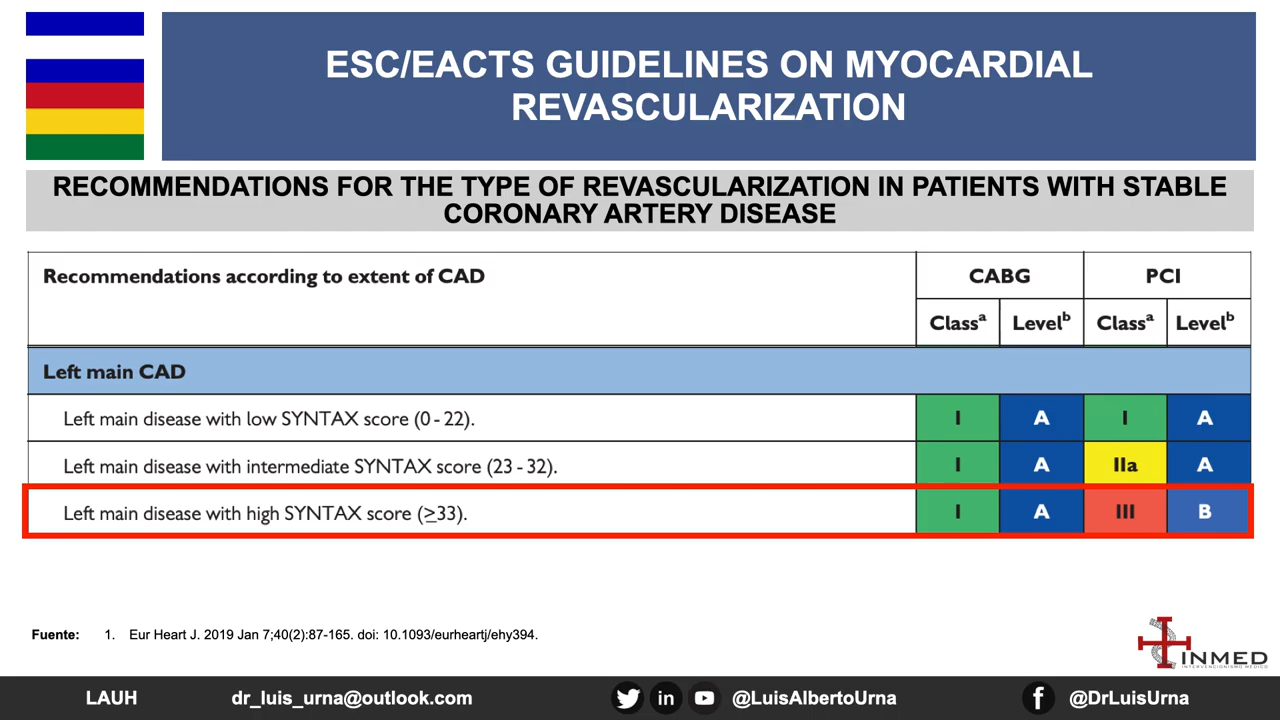 ESC/EACTS GUIDELINES ON MYOCARDIAL
REVASCULARIZATION
RECOMMENDATIONS FOR THE TYPE OF REVASCULARIZATION IN PATIENTS WITH STABLE
CORONARY ARTERY DISEASE
Recommendations according to extent of CAD CABG PCI
Classᵃ Levelᵇ Classᵃ Levelᵇ
Left main CAD
Left main disease with low SYNTAX score (0 - 22). I A I A
Left main disease with intermediate SYNTAX score (23 - 32). I A IIa A
Left main disease with high SYNTAX score (≥33). I A III B
Fuente: 1. Eur Heart J. 2019 Jan 7;40(2):87-165. doi: 10.1093/eurheartj/ehy394.
INMED
INTERVENCIONISMO MÉDICO
LAUH dr_luis_urna@outlook.com in @LuisAlbertoUrna f @DrLuisUrna